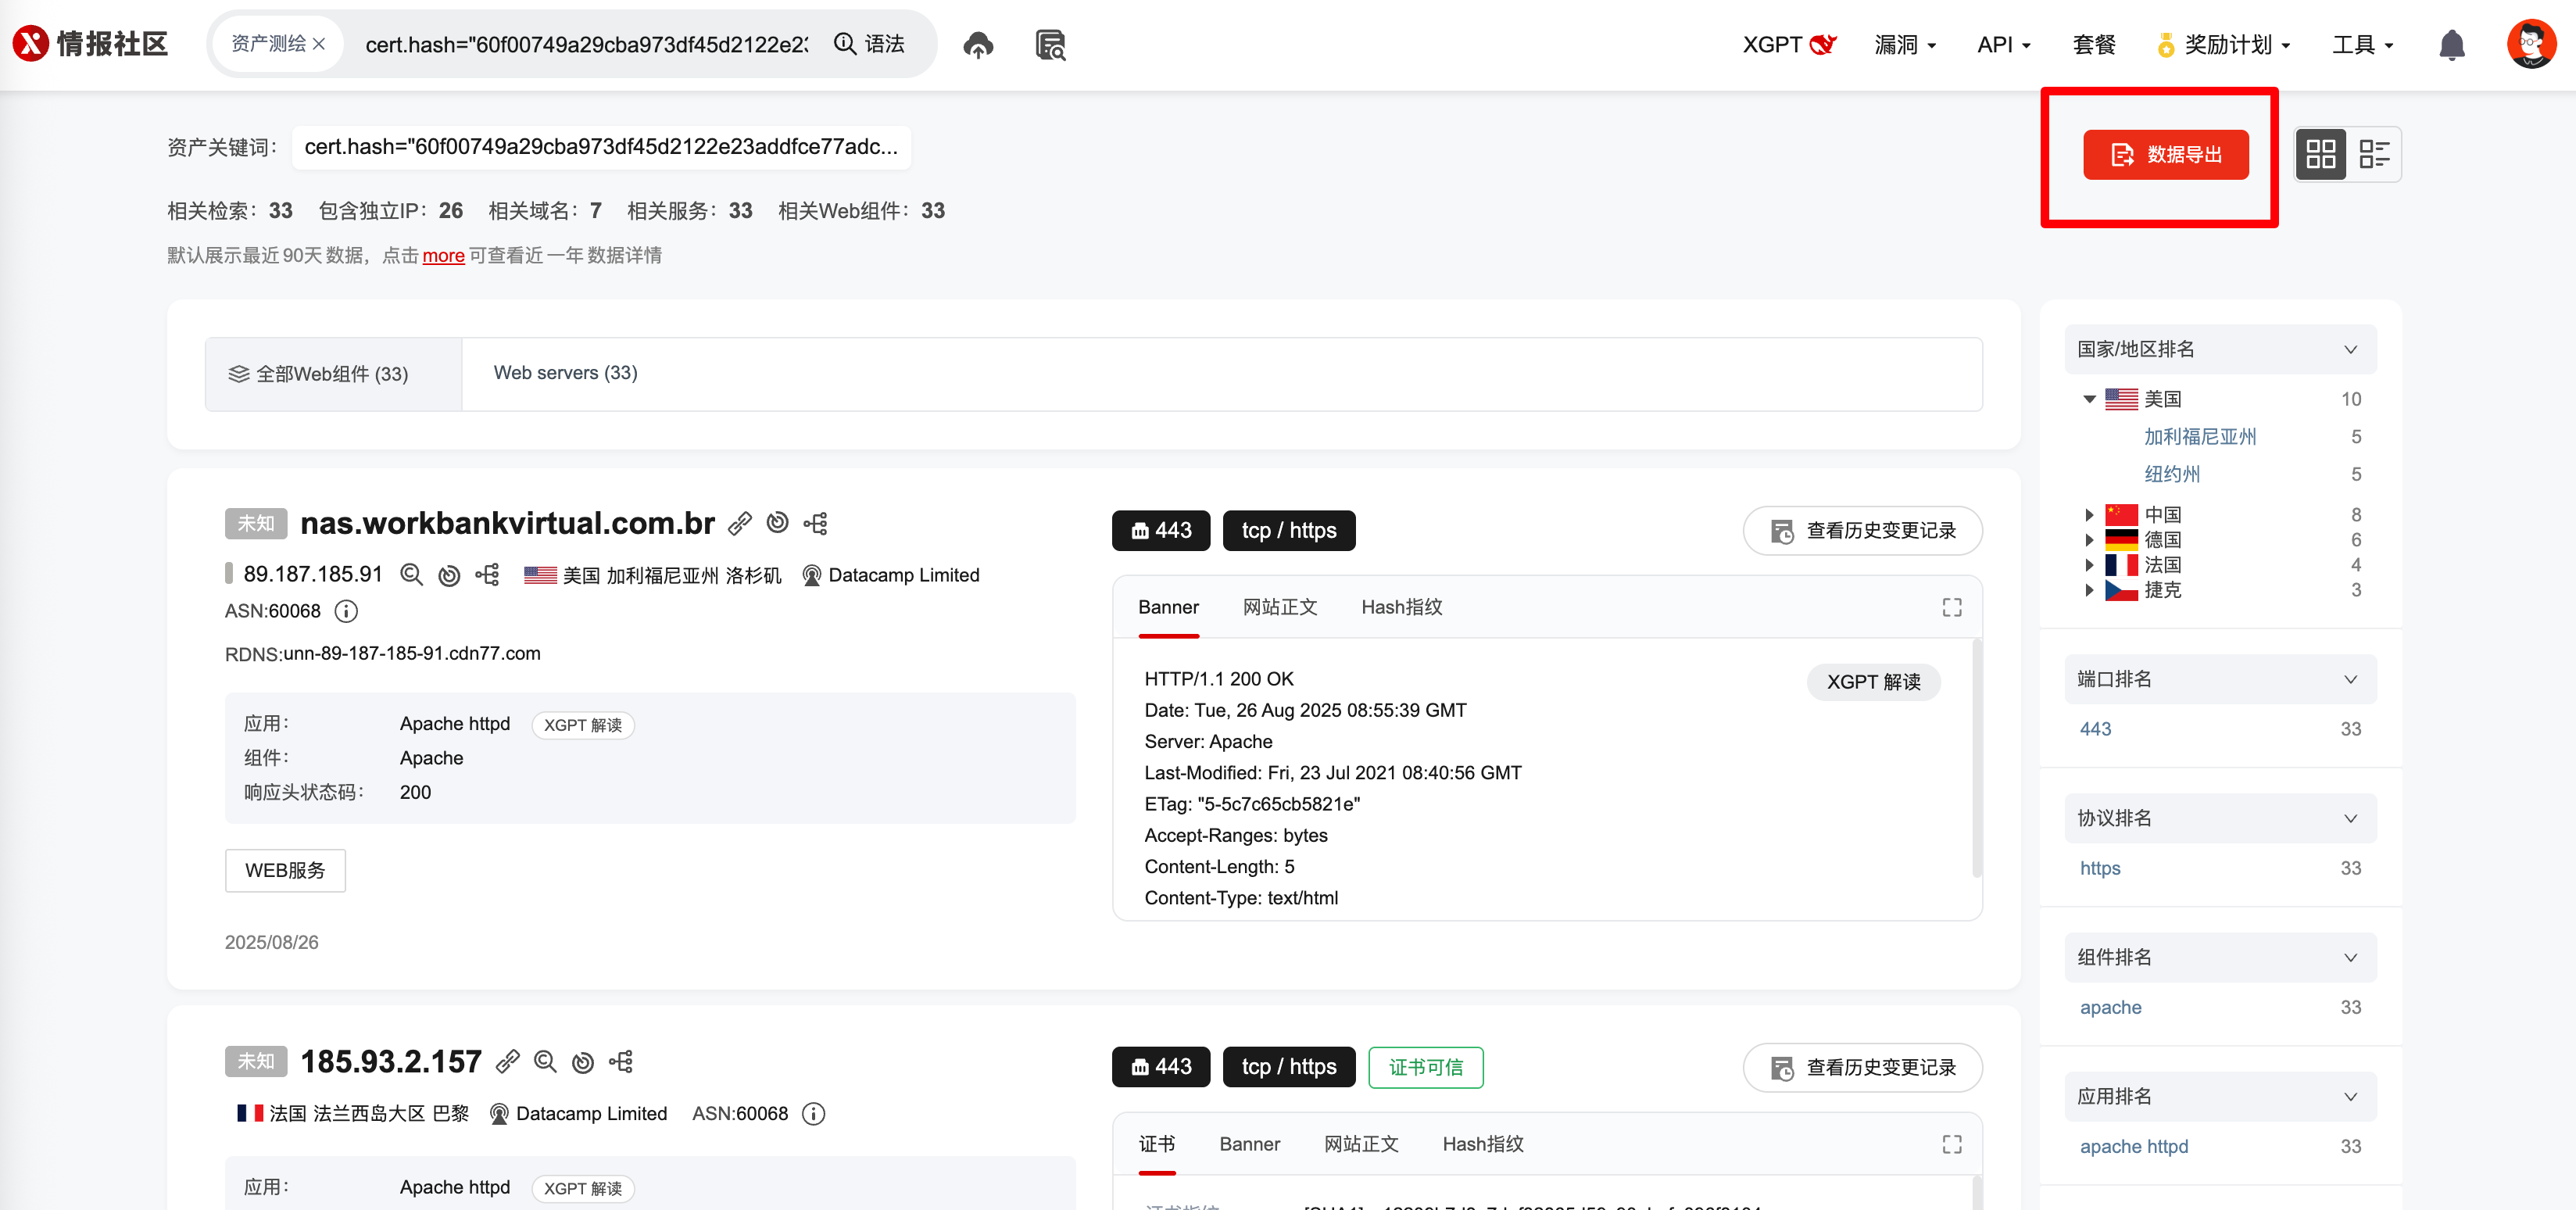 情报社区
资产测绘 ×
cert.hash="60f00749a29cba973df45d2122e2
语法
XGPT
漏洞
API
套餐
奖励计划
工具
资产关键词：
cert.hash="60f00749a29cba973df45d2122e23addfce77adc...
数据导出
相关检索：33 包含独立IP：26 相关域名：7 相关服务：33 相关Web组件：33
默认展示最近 90天 数据，点击 more 可查看近 一年 数据详情
全部Web组件 (33)
Web servers (33)
未知 nas.workbankvirtual.com.br
89.187.185.91 美国 加利福尼亚州 洛杉矶 Datacamp Limited
ASN:60068
RDNS:unn-89-187-185-91.cdn77.com
应用： Apache httpd XGPT 解读
组件： Apache
响应头状态码： 200
WEB服务
2025/08/26
443 tcp / https 查看历史变更记录
Banner 网站正文 Hash指纹
XGPT 解读
HTTP/1.1 200 OK
Date: Tue, 26 Aug 2025 08:55:39 GMT
Server: Apache
Last-Modified: Fri, 23 Jul 2021 08:40:56 GMT
ETag: "5-5c7c65cb5821e"
Accept-Ranges: bytes
Content-Length: 5
Content-Type: text/html
未知 185.93.2.157
法国 法兰西岛大区 巴黎 Datacamp Limited ASN:60068
应用： Apache httpd XGPT 解读
443 tcp / https 证书可信 查看历史变更记录
证书 Banner 网站正文 Hash指纹
国家/地区排名
美国 10
加利福尼亚州 5
纽约州 5
中国 8
德国 6
法国 4
捷克 3
端口排名
443 33
协议排名
https 33
组件排名
apache 33
应用排名
apache httpd 33